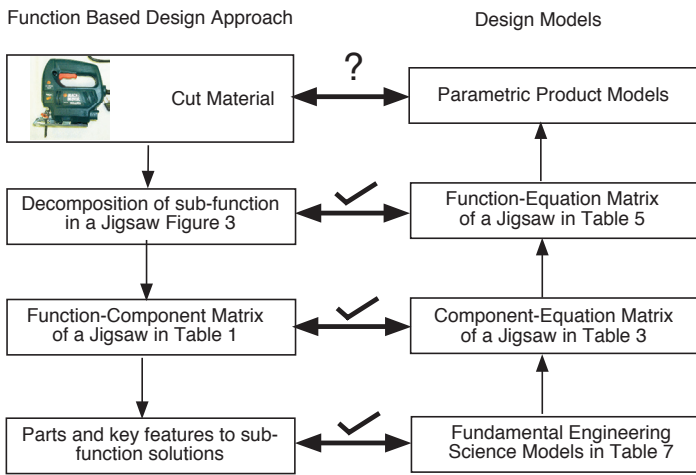 Function Based Design Approach
Design Models
Cut Material
?
Parametric Product Models
Decomposition of sub-function
in a Jigsaw Figure 3
Function-Equation Matrix
of a Jigsaw in Table 5
Function-Component Matrix
of a Jigsaw in Table 1
Component-Equation Matrix
of a Jigsaw in Table 3
Parts and key features to sub-
function solutions
Fundamental Engineering
Science Models in Table 7